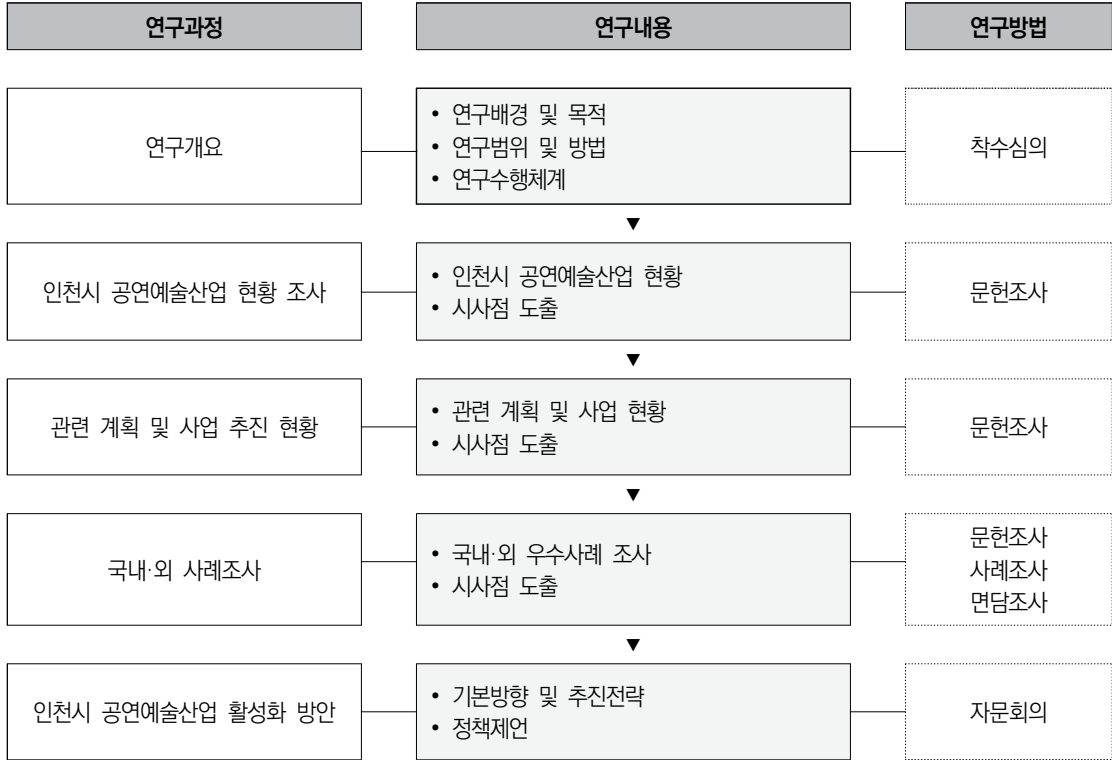 연구과정
연구내용
연구방법
연구개요
• 연구배경 및 목적
• 연구범위 및 방법
• 연구수행체계
착수심의
▼
인천시 공연예술산업 현황 조사
• 인천시 공연예술산업 현황
• 시사점 도출
문헌조사
▼
관련 계획 및 사업 추진 현황
• 관련 계획 및 사업 현황
• 시사점 도출
문헌조사
▼
국내·외 사례조사
• 국내·외 우수사례 조사
• 시사점 도출
문헌조사
사례조사
면담조사
▼
인천시 공연예술산업 활성화 방안
• 기본방향 및 추진전략
• 정책제언
자문회의